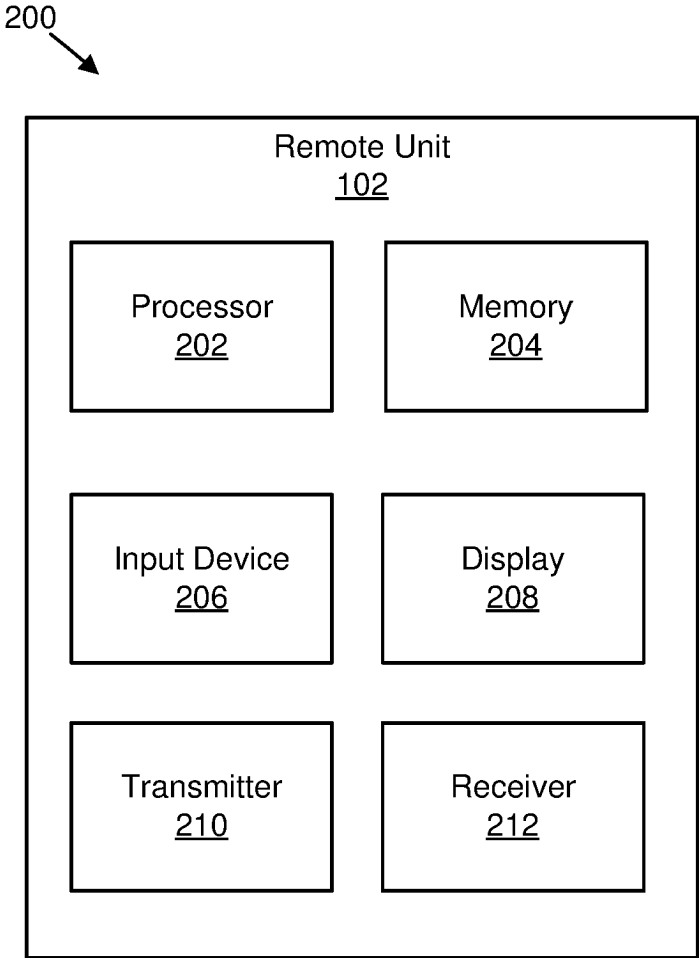 200
Remote Unit
102
Processor
202
Memory
204
Input Device
206
Display
208
Transmitter
210
Receiver
212